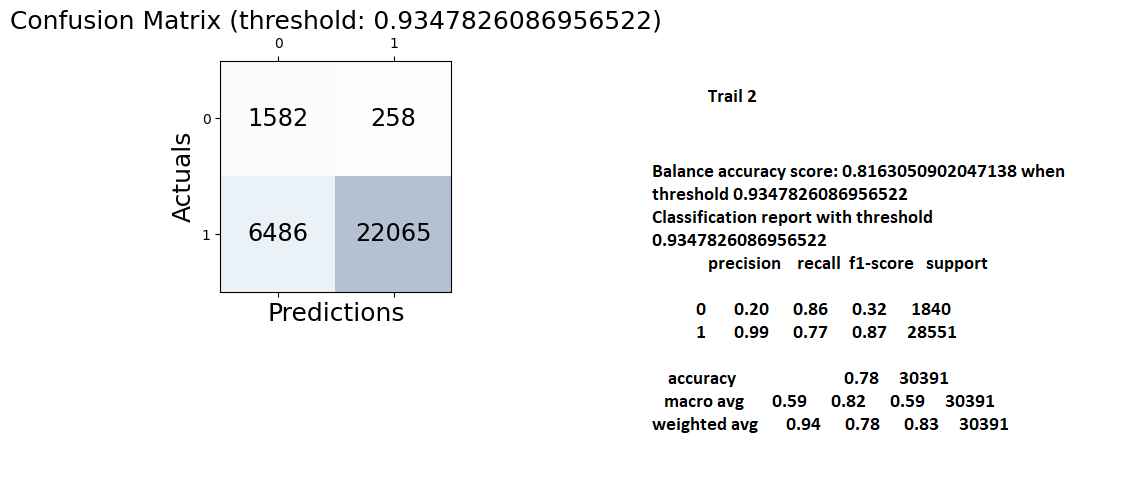 Confusion Matrix (threshold: 0.9347826086956522)
0 1
0 1582 258
1 6486 22065
Actuals
Predictions
Trail 2
Balance accuracy score: 0.8163050902047138 when
threshold 0.9347826086956522
Classification report with threshold
0.9347826086956522
precision recall f1-score support
0 0.20 0.86 0.32 1840
1 0.99 0.77 0.87 28551
accuracy 0.78 30391
macro avg 0.59 0.82 0.59 30391
weighted avg 0.94 0.78 0.83 30391